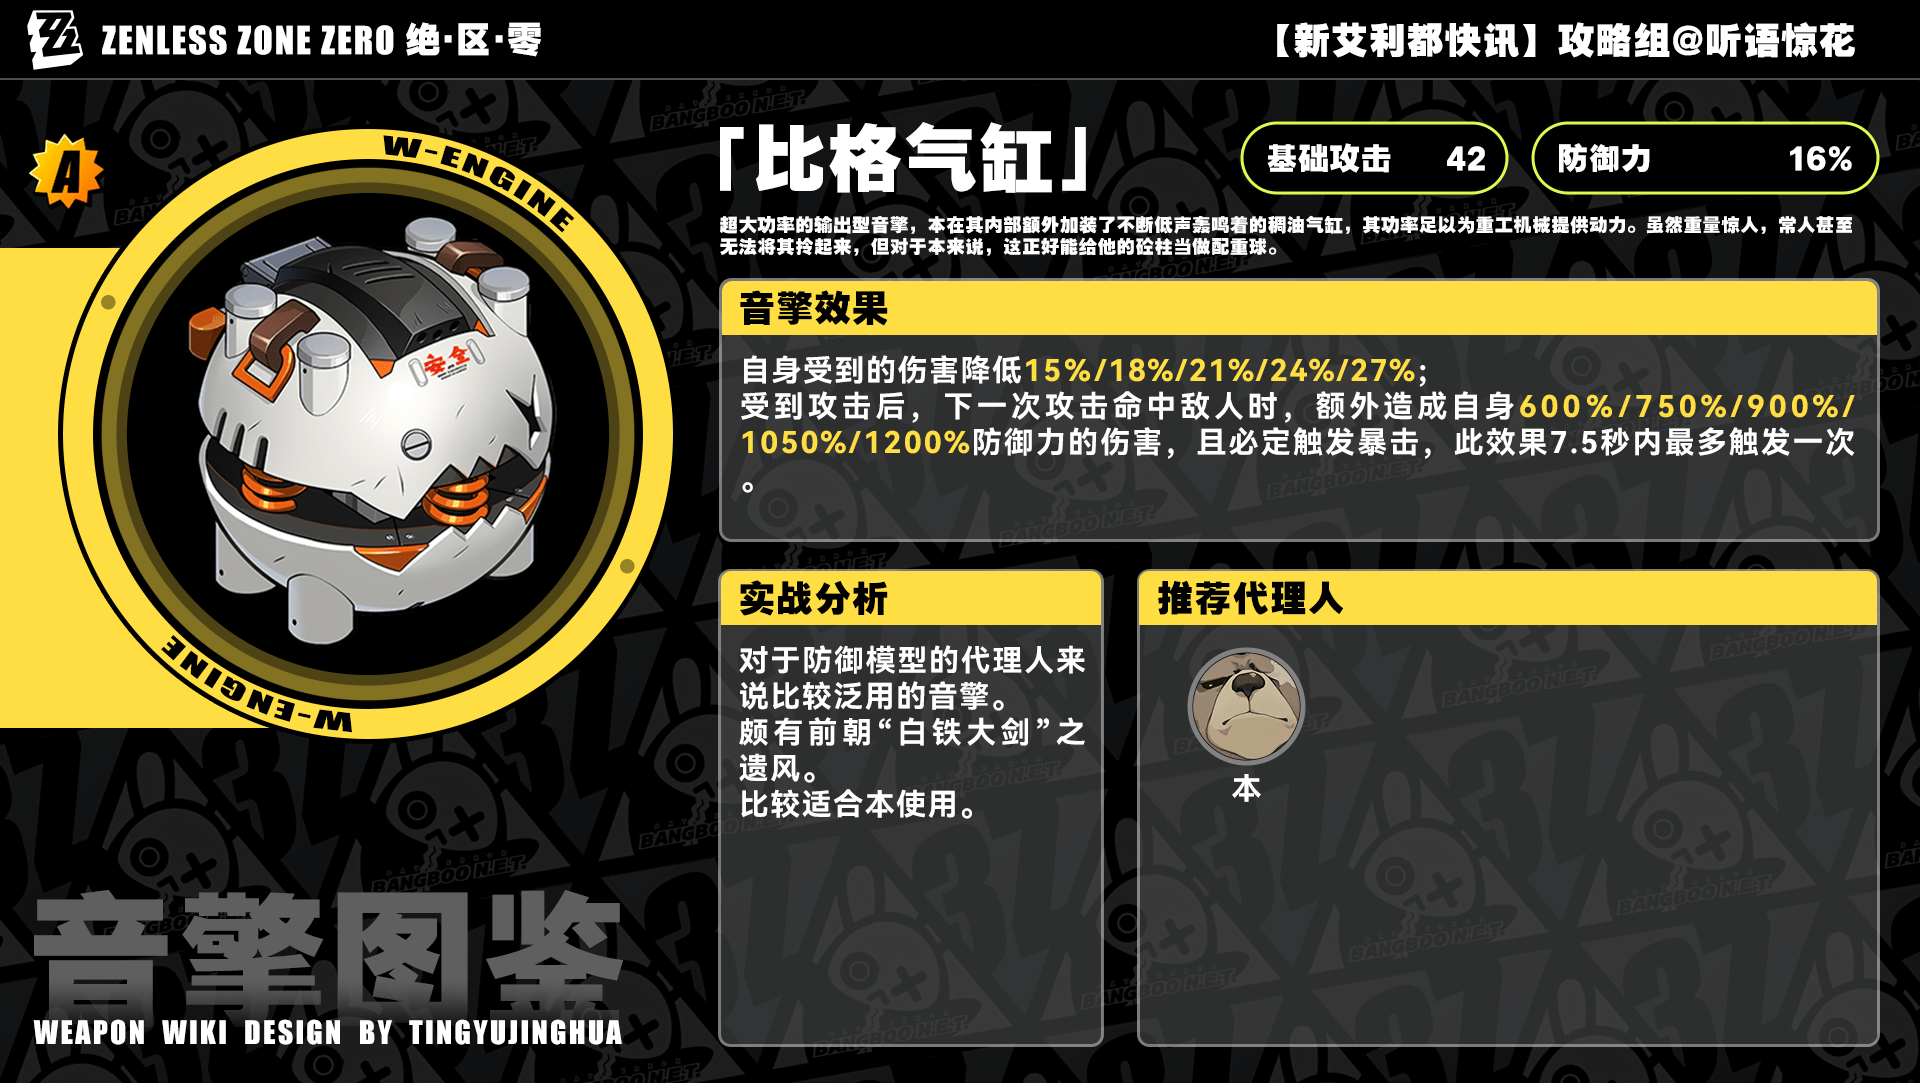 ZENLESS ZONE ZERO 绝·区·零
【新艾利都快讯】攻略组@听语惊花
A
W-ENGINE
安全
W-ENGINE
「比格气缸」
基础攻击 42
防御力 16%
超大功率的输出型音擎，本在其内部额外加装了不断低声轰鸣着的稠油气缸，其功率足以为重工机械提供动力。虽然重量惊人，常人甚至
无法将其拎起来，但对于本来说，这正好能给他的砼柱当做配重球。
音擎效果
自身受到的伤害降低15%/18%/21%/24%/27%；
受到攻击后，下一次攻击命中敌人时，额外造成自身600%/750%/900%/
1050%/1200%防御力的伤害，且必定触发暴击，此效果7.5秒内最多触发一次
。
实战分析
对于防御模型的代理人来
说比较泛用的音擎。
颇有前朝“白铁大剑”之
遗风。
比较适合本使用。
推荐代理人
本
音擎图鉴
WEAPON WIKI DESIGN BY TINGYUJINGHUA